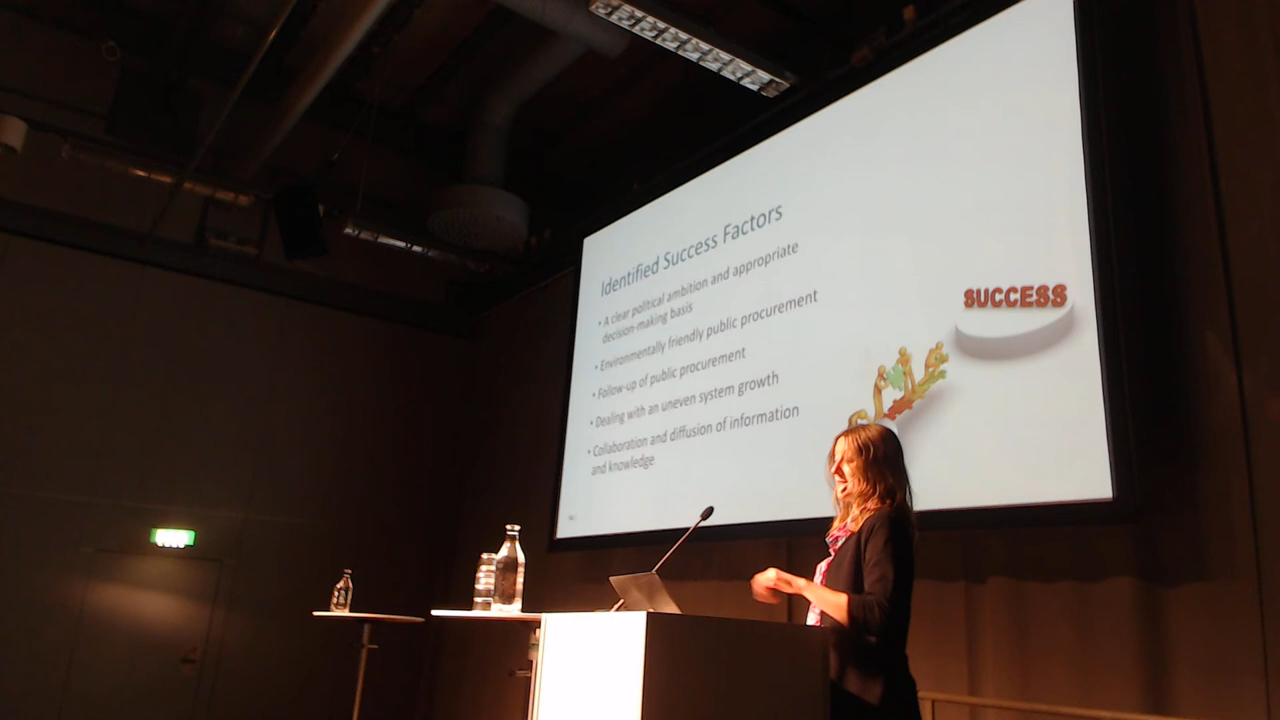 Identified Success Factors
• A clear political ambition and appropriate
decision-making basis
• Environmentally friendly public procurement
• Follow-up of public procurement
• Dealing with an uneven system growth
• Collaboration and diffusion of information
and knowledge
SUCCESS